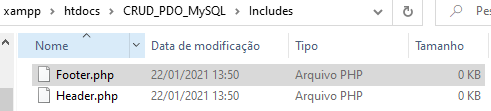 xampp > htdocs > CRUD_PDO_MySQL > Includes
Nome Data de modificação Tipo Tamanho
Footer.php 22/01/2021 13:50 Arquivo PHP 0 KB
Header.php 22/01/2021 13:50 Arquivo PHP 0 KB